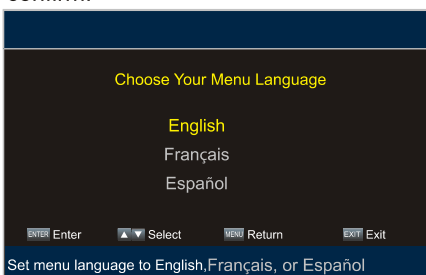 Choose Your Menu Language
English
Français
Español
ENTER Enter ▲ ▼ Select MENU Return EXIT Exit
Set menu language to English,Français, or Español